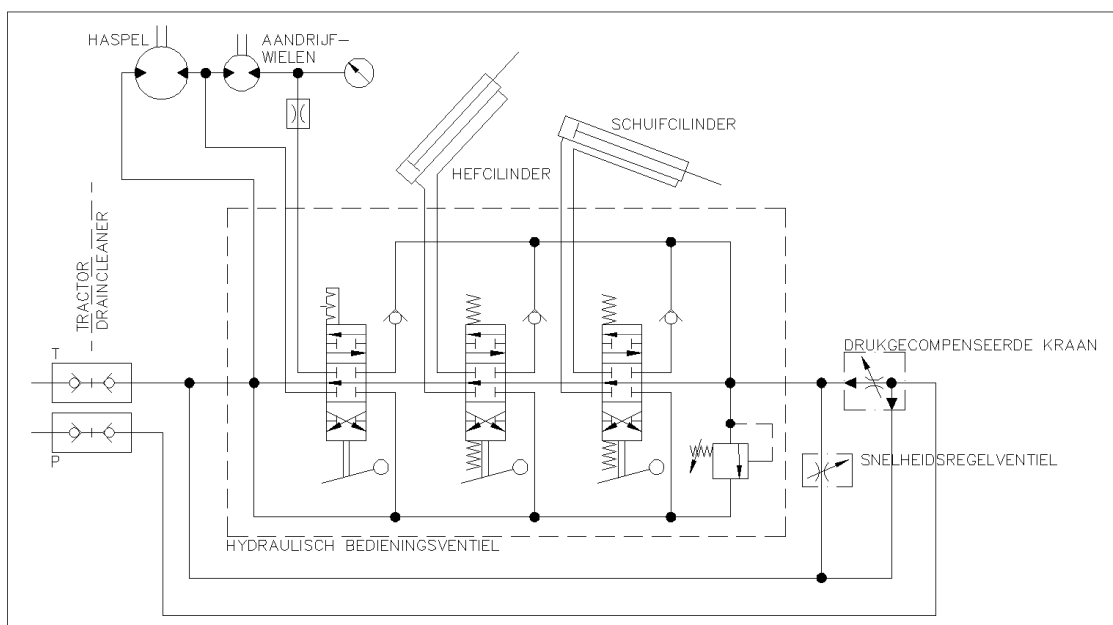 HASPEL
AANDRIJF-
WIELEN
SCHUIFCILINDER
HEFCILINDER
TRACTOR
DRAINCLEANER
T
P
DRUKGECOMPENSEERDE KRAAN
SNELHEIDSREGELVENTIEL
HYDRAULISCH BEDIENINGSVENTIEL